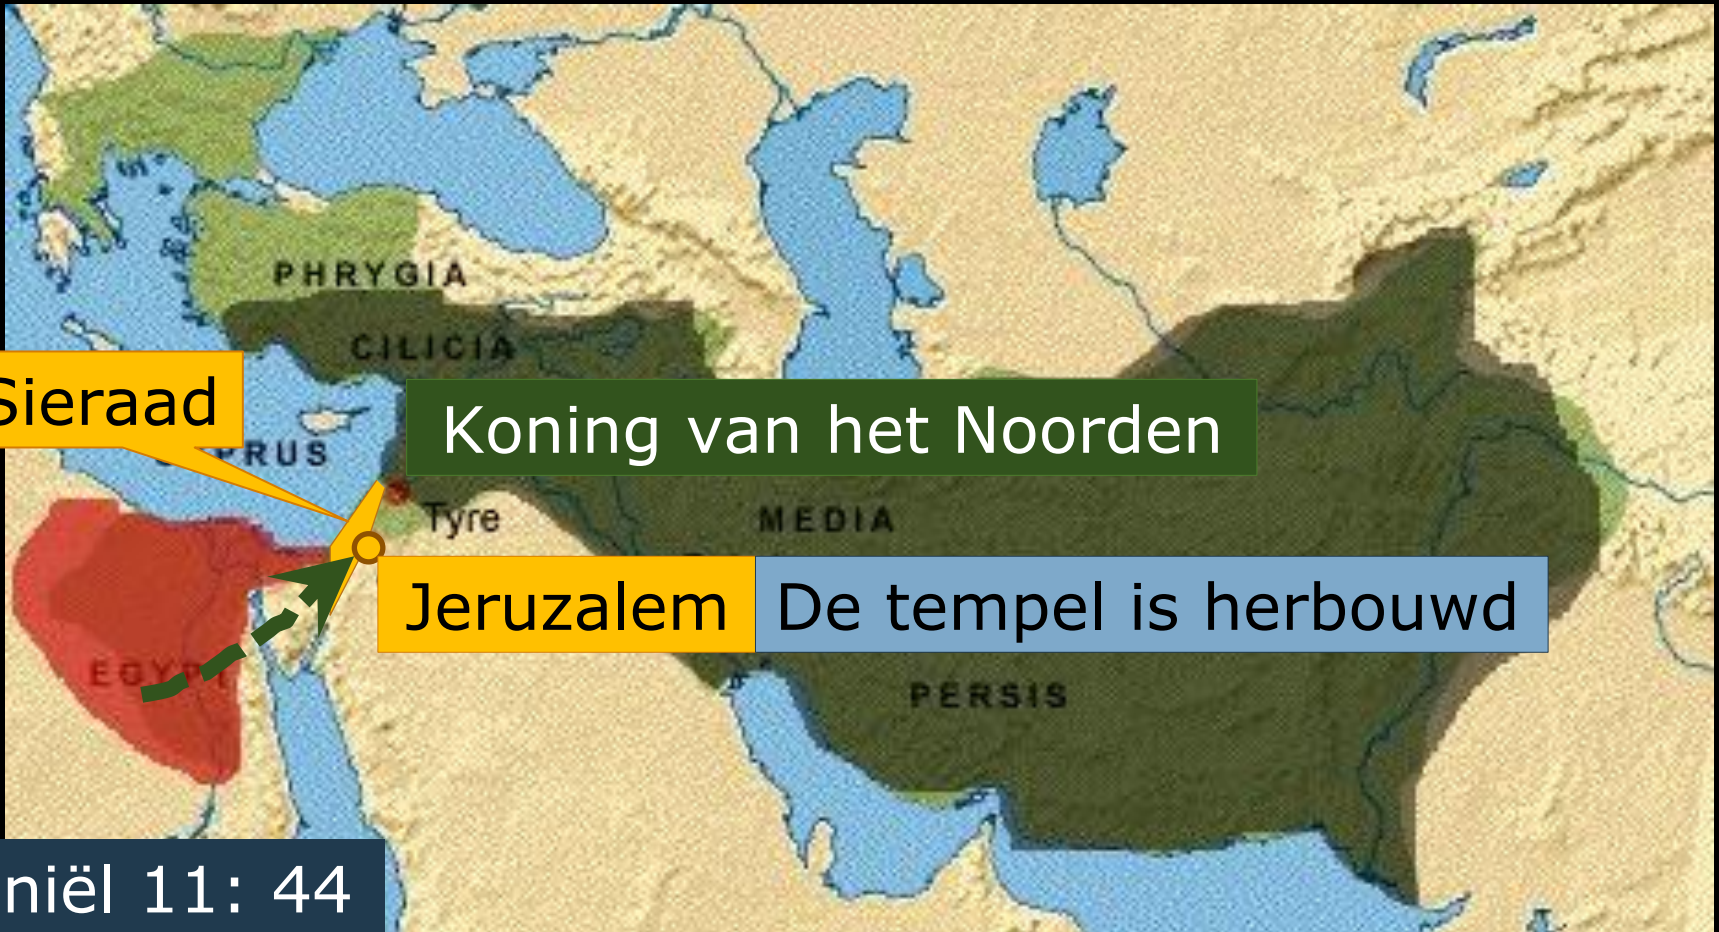 PHRYGIA
CILICIA
Sieraad
Koning van het Noorden
Tyre
MEDIA
Jeruzalem
De tempel is herbouwd
PERSIS
niël 11: 44